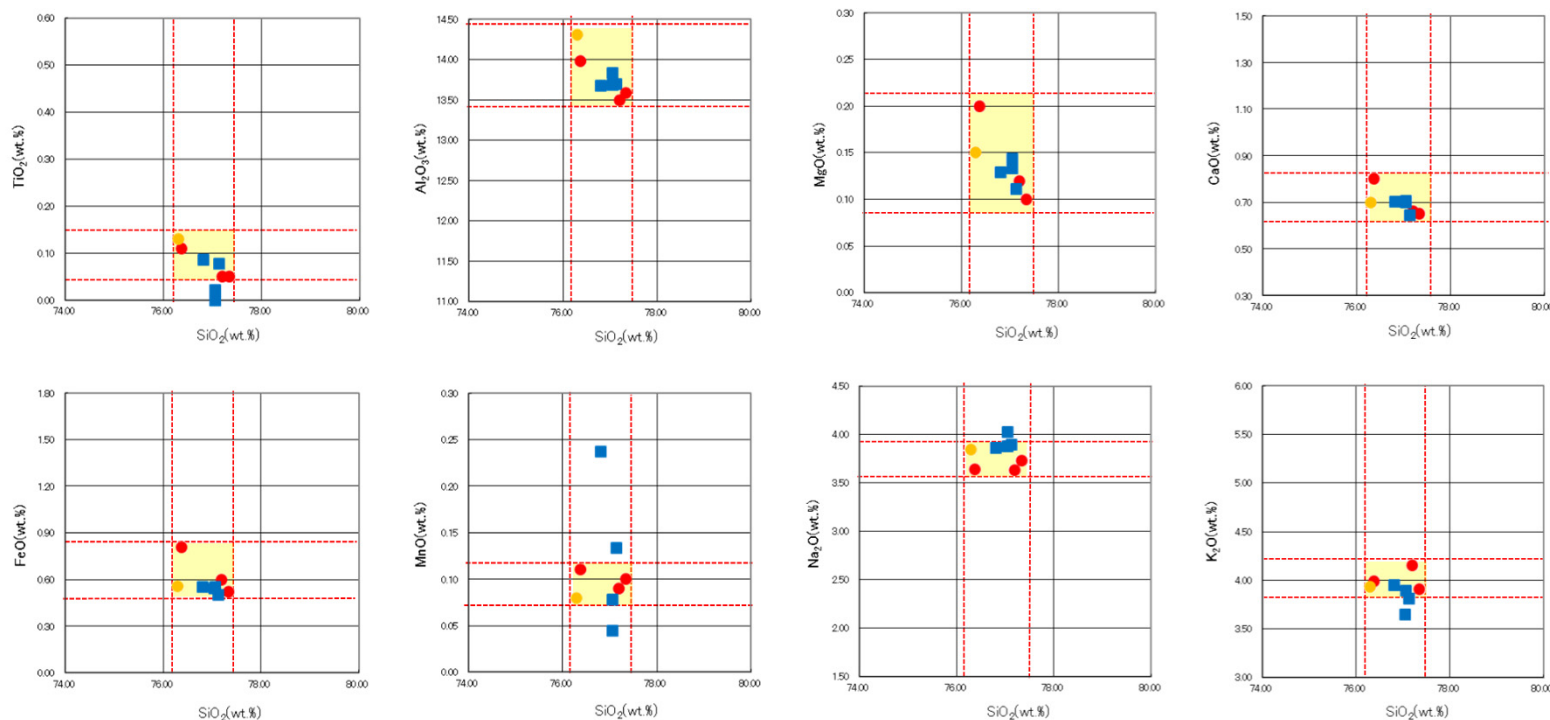 TiO₂(wt.%)
0.60
0.50
0.40
0.30
0.20
0.10
0.00
74.00 76.00 78.00 80.00
SiO₂(wt.%)
Al₂O₃(wt.%)
14.50
14.00
13.50
13.00
12.50
12.00
11.50
11.00
74.00 76.00 78.00 80.00
SiO₂(wt.%)
MgO(wt.%)
0.30
0.25
0.20
0.15
0.10
0.05
0.00
74.00 76.00 78.00 80.00
SiO₂(wt.%)
CaO(wt.%)
1.50
1.30
1.10
0.90
0.70
0.50
0.30
74.00 76.00 78.00 80.00
SiO₂(wt.%)
FeO(wt.%)
1.80
1.50
1.20
0.90
0.60
0.30
0.00
74.00 76.00 78.00 80.00
SiO₂(wt.%)
MnO(wt.%)
0.30
0.25
0.20
0.15
0.10
0.05
0.00
74.00 76.00 78.00 80.00
SiO₂(wt.%)
Na₂O(wt.%)
4.50
4.00
3.50
3.00
2.50
2.00
1.50
74.00 76.00 78.00 80.00
SiO₂(wt.%)
K₂O(wt.%)
6.00
5.50
5.00
4.50
4.00
3.50
3.00
74.00 76.00 78.00 80.00
SiO₂(wt.%)